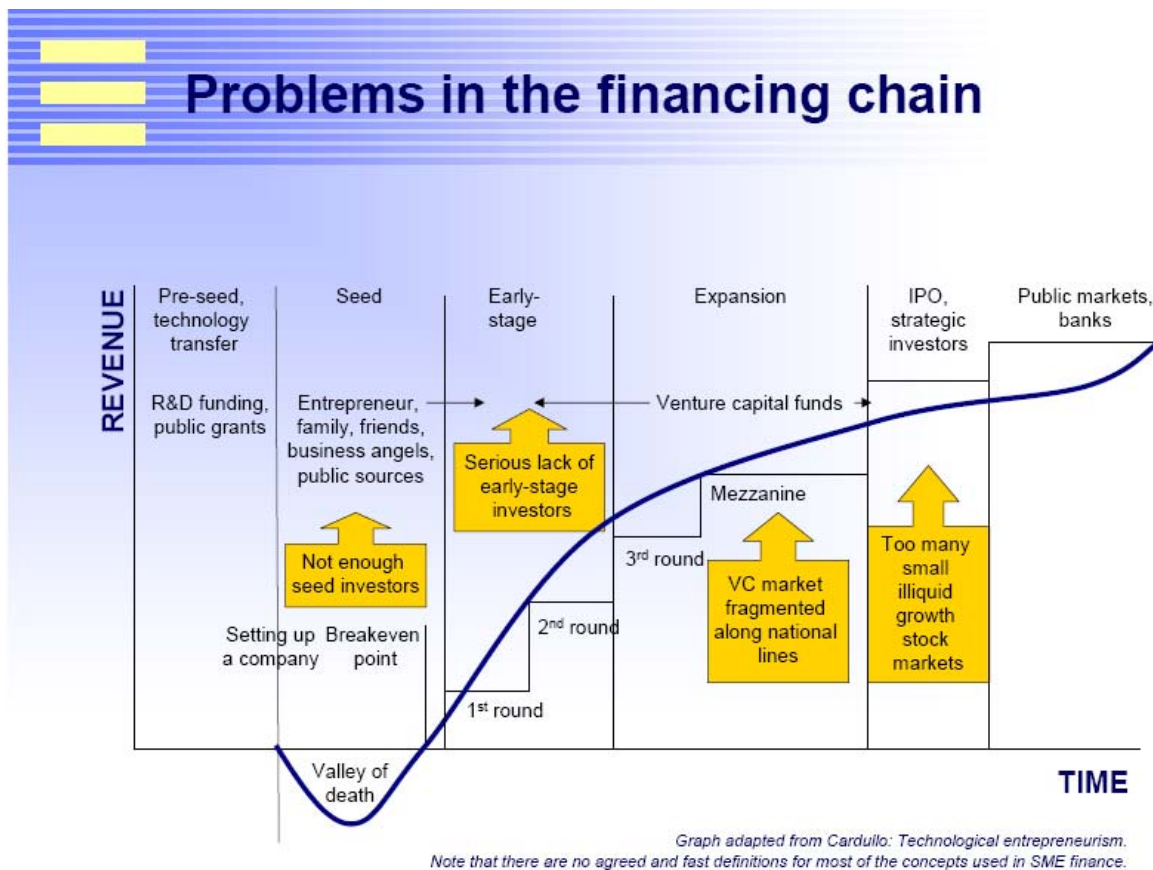 Problems in the financing chain
REVENUE
Pre-seed,
technology
transfer
Seed
Early-
stage
Expansion
IPO,
strategic
investors
Public markets,
banks
R&D funding,
public grants
Entrepreneur,
family, friends,
business angels,
public sources
Venture capital funds
Serious lack of
early-stage
investors
Not enough
seed investors
Mezzanine
3rd round
VC market
fragmented
along national
lines
Too many
small
illiquid
growth
stock
markets
Setting up
a company
Breakeven
point
2nd round
1st round
Valley of
death
TIME
Graph adapted from Cardullo: Technological entrepreneurism.
Note that there are no agreed and fast definitions for most of the concepts used in SME finance.